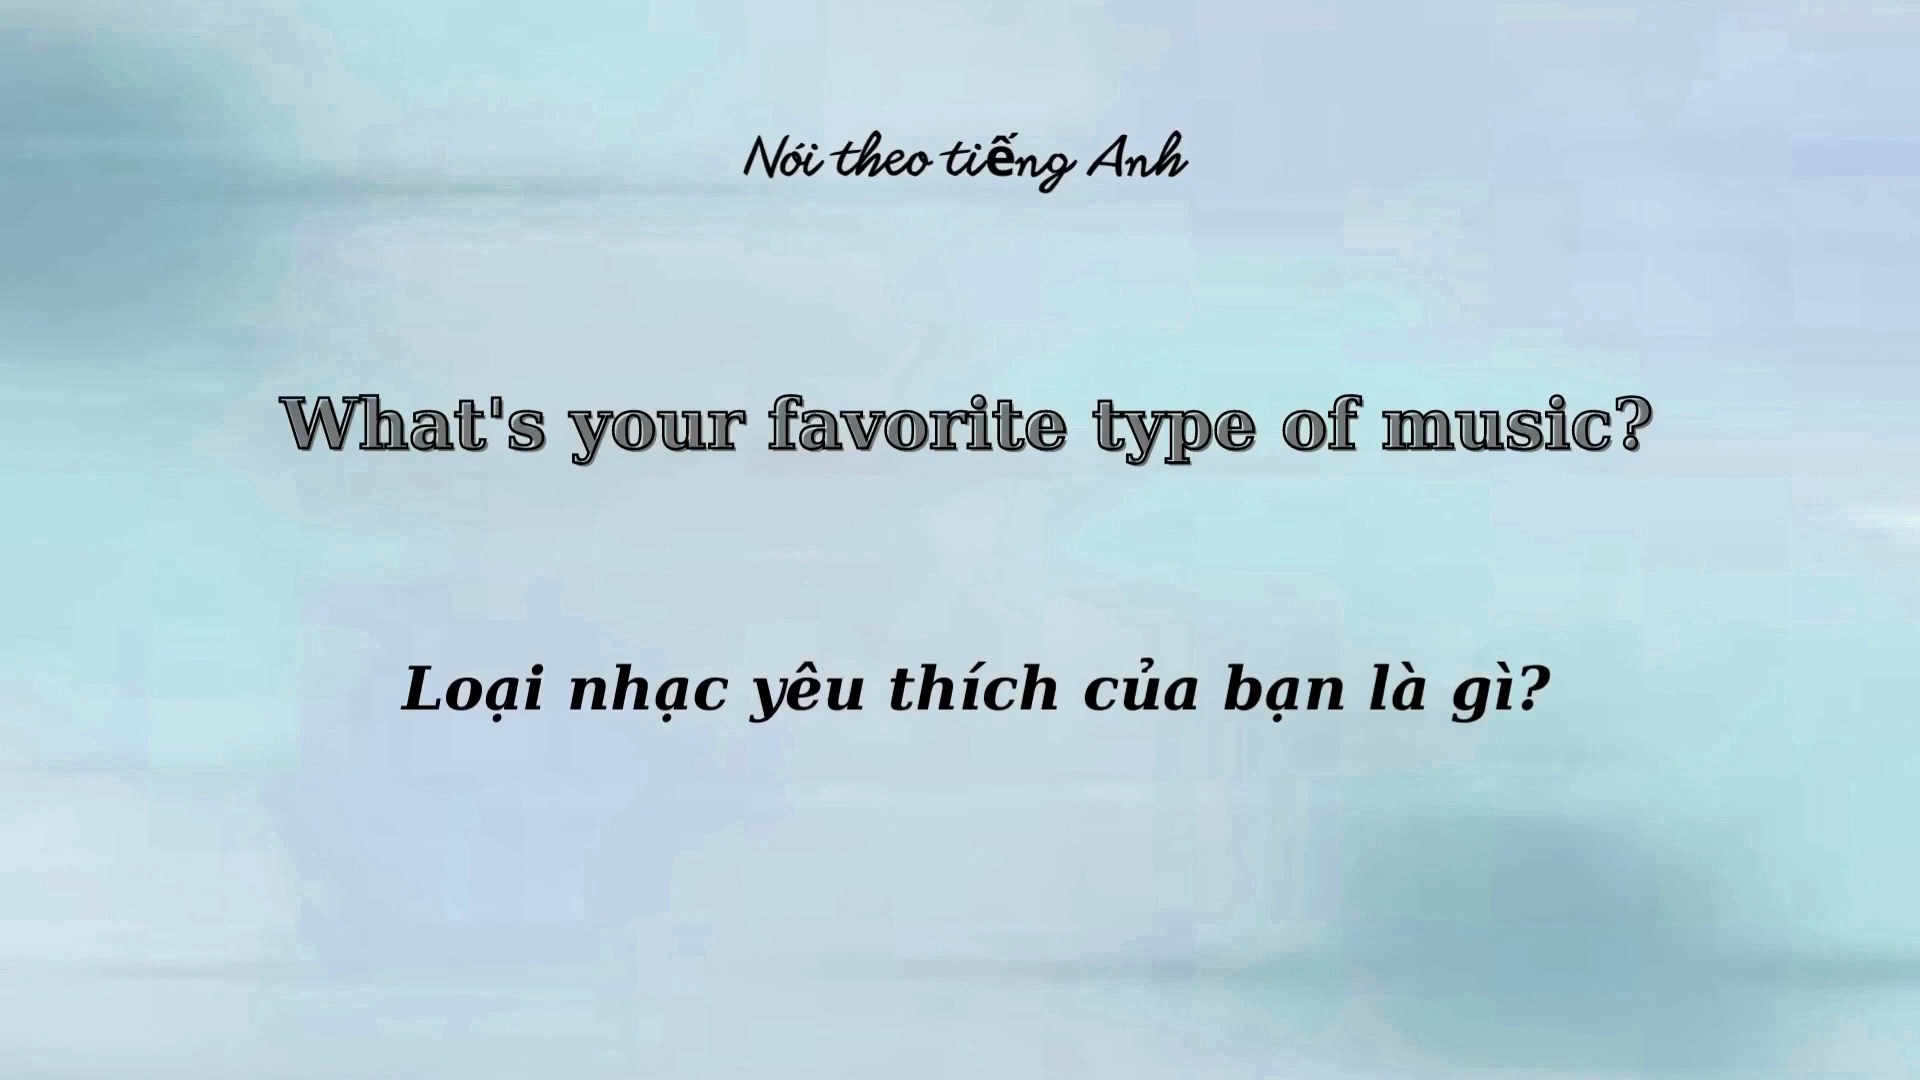 Nói theo tiếng Anh
What's your favorite type of music?
Loại nhạc yêu thích của bạn là gì?